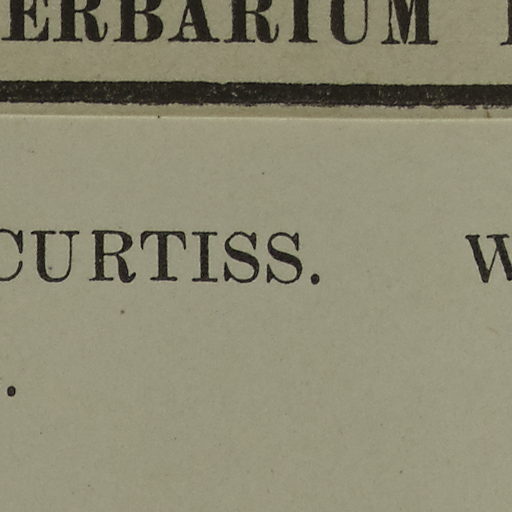 ERBARIUM
CURTISS. W
.